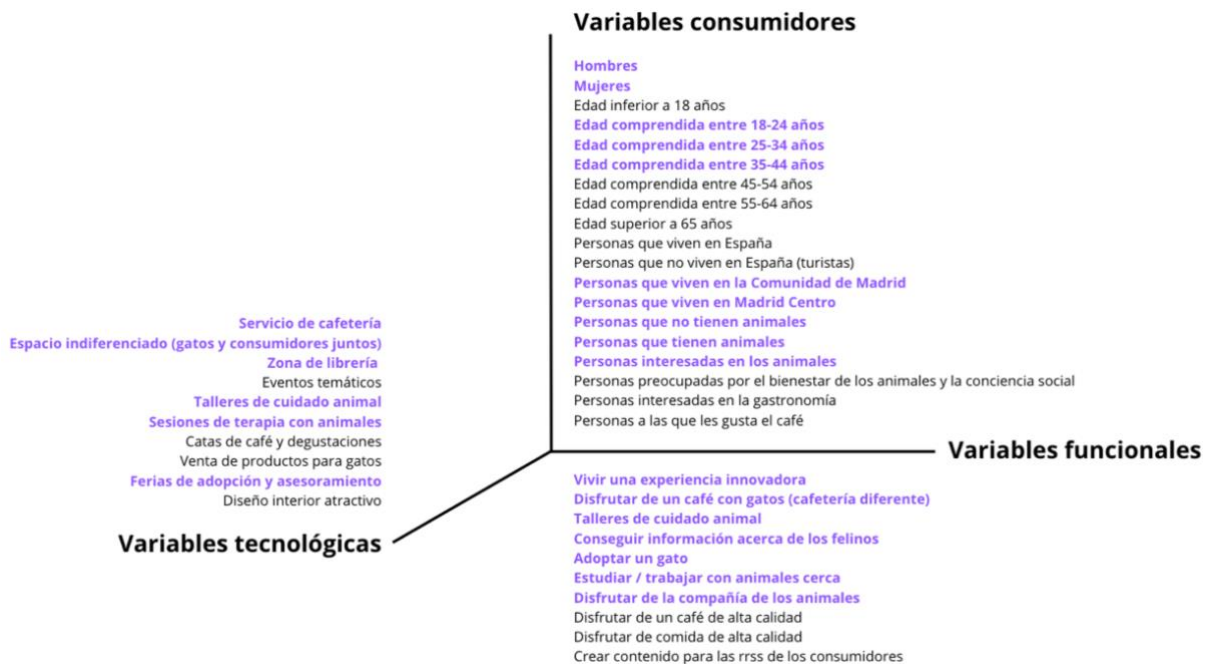 Variables consumidores
Hombres
Mujeres
Edad inferior a 18 años
Edad comprendida entre 18-24 años
Edad comprendida entre 25-34 años
Edad comprendida entre 35-44 años
Edad comprendida entre 45-54 años
Edad comprendida entre 55-64 años
Edad superior a 65 años
Personas que viven en España
Personas que no viven en España (turistas)
Personas que viven en la Comunidad de Madrid
Personas que viven en Madrid Centro
Personas que no tienen animales
Personas que tienen animales
Personas interesadas en los animales
Personas preocupadas por el bienestar de los animales y la conciencia social
Personas interesadas en la gastronomía
Personas a las que les gusta el café
Servicio de cafetería
Espacio indiferenciado (gatos y consumidores juntos)
Zona de librería
Eventos temáticos
Talleres de cuidado animal
Sesiones de terapia con animales
Catas de café y degustaciones
Venta de productos para gatos
Ferias de adopción y asesoramiento
Diseño interior atractivo
Variables tecnológicas
Variables funcionales
Vivir una experiencia innovadora
Disfrutar de un café con gatos (cafetería diferente)
Talleres de cuidado animal
Conseguir información acerca de los felinos
Adoptar un gato
Estudiar / trabajar con animales cerca
Disfrutar de la compañía de los animales
Disfrutar de un café de alta calidad
Disfrutar de comida de alta calidad
Crear contenido para las rrss de los consumidores